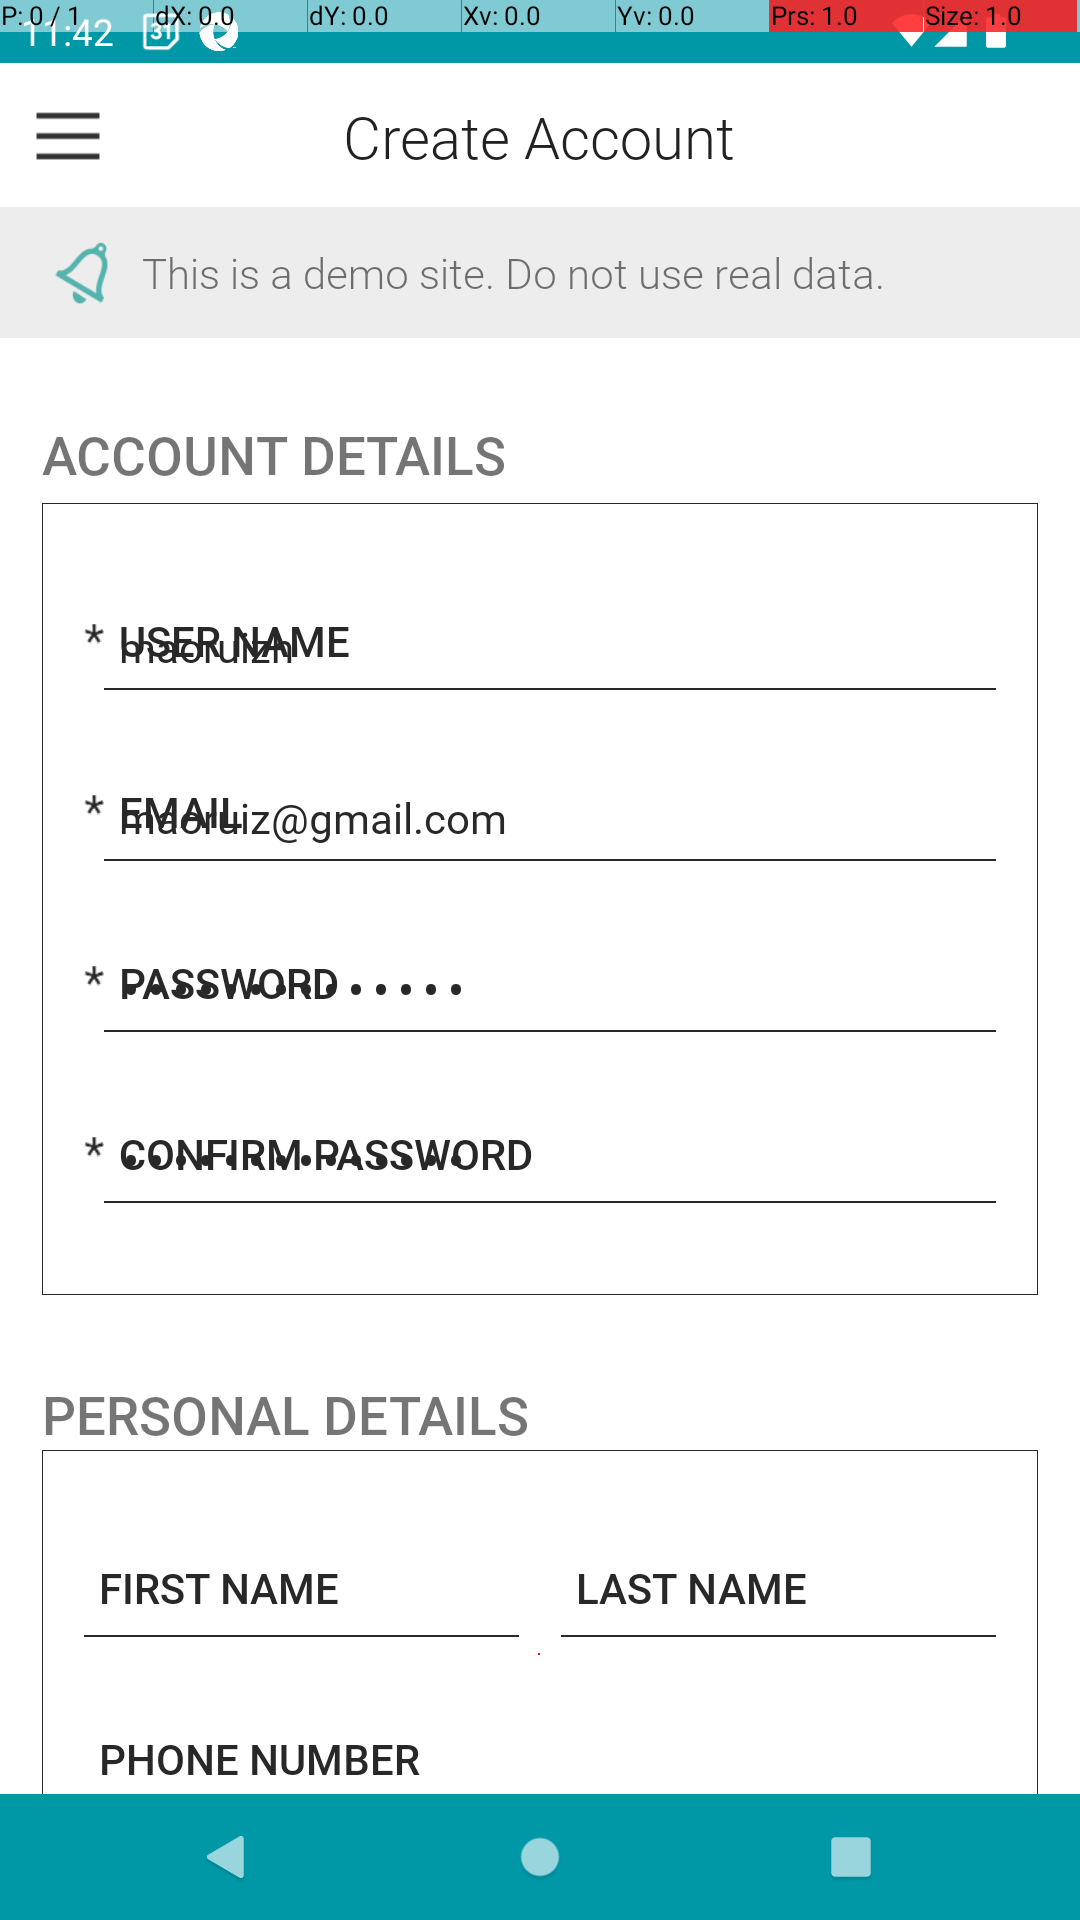 P: 0 / 1 dX: 0.0 dY: 0.0 Xv: 0.0 Yv: 0.0 Prs: 1.0 Size: 1.0
11:42 31
Create Account
This is a demo site. Do not use real data.
ACCOUNT DETAILS
* USER NAME
maoruizh
* EMAIL
maoruiz@gmail.com
* PASSWORD
* CONFIRM PASSWORD
PERSONAL DETAILS
FIRST NAME LAST NAME
PHONE NUMBER